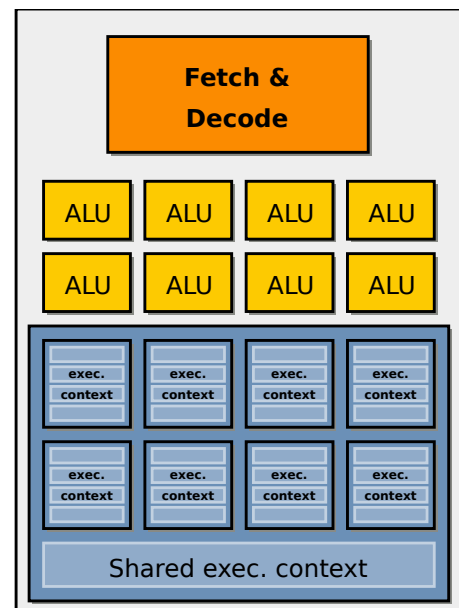 Fetch &
Decode
ALU ALU ALU ALU
ALU ALU ALU ALU
exec. exec. exec. exec.
context context context context
exec. exec. exec. exec.
context context context context
Shared exec. context